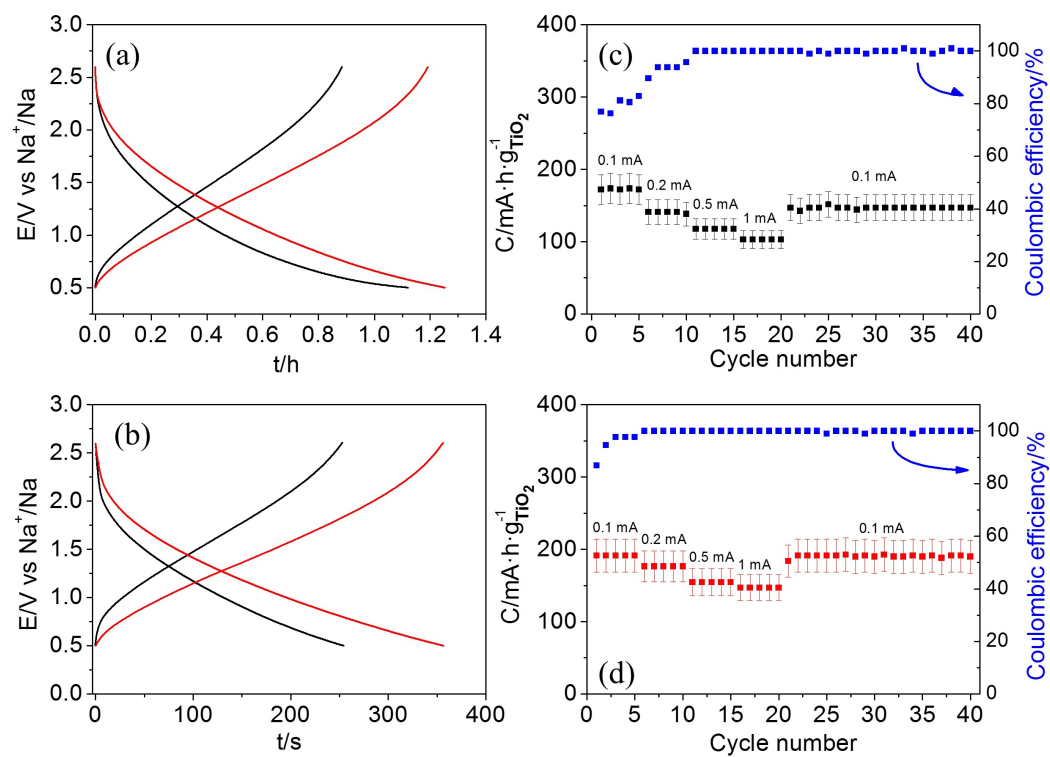 (a)
3.0
2.5
2.0
1.5
1.0
0.5
E/V vs Na⁺/Na
0.0 0.2 0.4 0.6 0.8 1.0 1.2 1.4
t/h
(c)
400
300
200
100
0
C/mA·h·g⁻¹TiO₂
0.1 mA
0.2 mA
0.5 mA
1 mA
0.1 mA
100
80
60
40
20
0
Coulombic efficiency/%
0 5 10 15 20 25 30 35 40
Cycle number
(b)
3.0
2.5
2.0
1.5
1.0
0.5
0.0
E/V vs Na⁺/Na
0 100 200 300 400
t/s
(d)
400
350
300
250
200
150
100
50
0
C/mA·h·g⁻¹TiO₂
0.1 mA
0.2 mA
0.5 mA
1 mA
0.1 mA
100
80
60
40
20
0
Coulombic efficiency/%
0 5 10 15 20 25 30 35 40
Cycle number